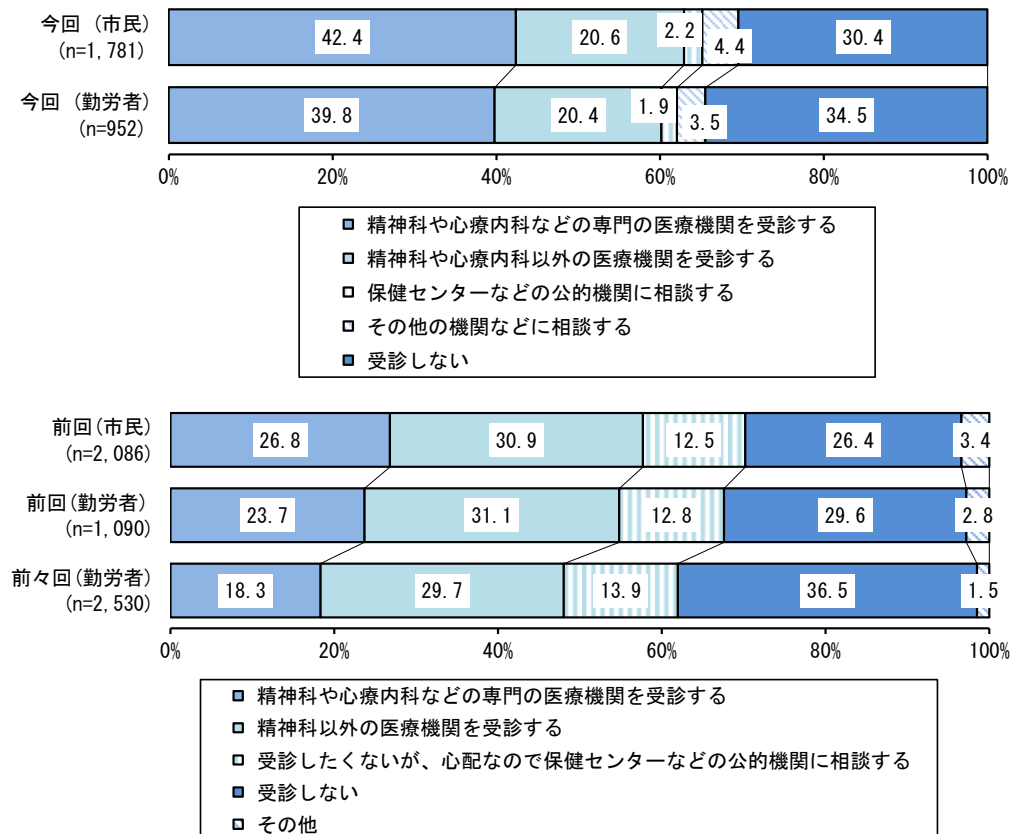 今回 (市民)
(n=1,781)
42.4
20.6
2.2
4.4
30.4
今回 (勤労者)
(n=952)
39.8
20.4
1.9
3.5
34.5
0%
20%
40%
60%
80%
100%
精神科や心療内科などの専門の医療機関を受診する
精神科や心療内科以外の医療機関を受診する
保健センターなどの公的機関に相談する
その他の機関などに相談する
受診しない
前回(市民)
(n=2,086)
26.8
30.9
12.5
26.4
3.4
前回(勤労者)
(n=1,090)
23.7
31.1
12.8
29.6
2.8
前々回(勤労者)
(n=2,530)
18.3
29.7
13.9
36.5
1.5
0%
20%
40%
60%
80%
100%
精神科や心療内科などの専門の医療機関を受診する
精神科以外の医療機関を受診する
受診したくないが、心配なので保健センターなどの公的機関に相談する
受診しない
その他